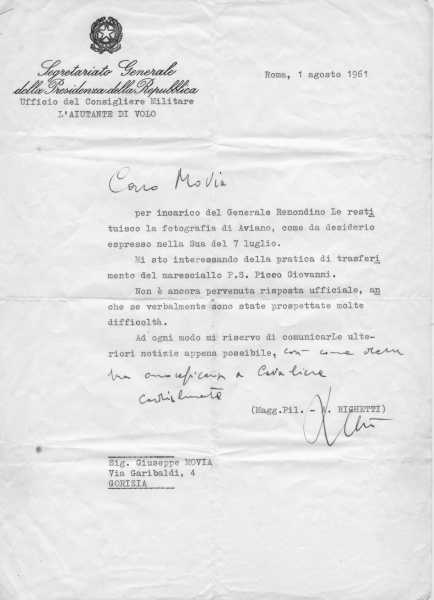 Segretariato Generale
della Presidenza della Repubblica
Ufficio del Consigliere Militare
L'AIUTANTE DI VOLO
Roma, 1 agosto 1961
Caro Movia
per incarico del Generale Remondino Le resti
tuisco la fotografia di Aviano, come da desiderio
espresso nella Sua del 7 luglio.
Mi sto interessando della pratica di trasferi
mento del maresciallo P.S. Picco Giovanni.
Non è ancora pervenuta risposta ufficiale, an
che se verbalmente sono state prospettate molte
difficoltà.
Ad ogni modo mi riservo di comunicarLe ulte-
riori notizie appena possibile, così come
a Cavaliere
cordialmente
(Magg.Pil. - RIGHETTI)
Sig. Giuseppe MOVIA
Via Garibaldi, 4
GORIZIA